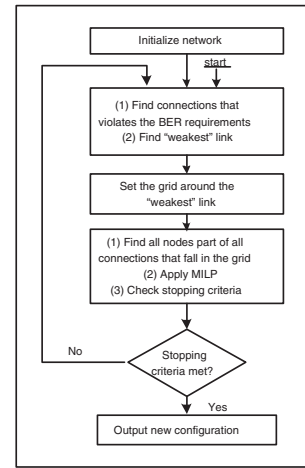 Initialize network
start
(1) Find connections that
violates the BER requirements
(2) Find “weakest” link
Set the grid around the
“weakest” link
(1) Find all nodes part of all
connections that fall in the grid
(2) Apply MILP
(3) Check stopping criteria
No
Stopping
criteria met?
Yes
Output new configuration